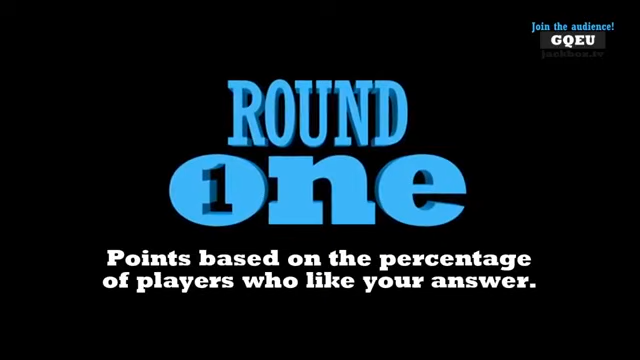 Join the audience!
GQEU
jackbox.tv
ROUND
1
One
Points based on the percentage
of players who like your answer.